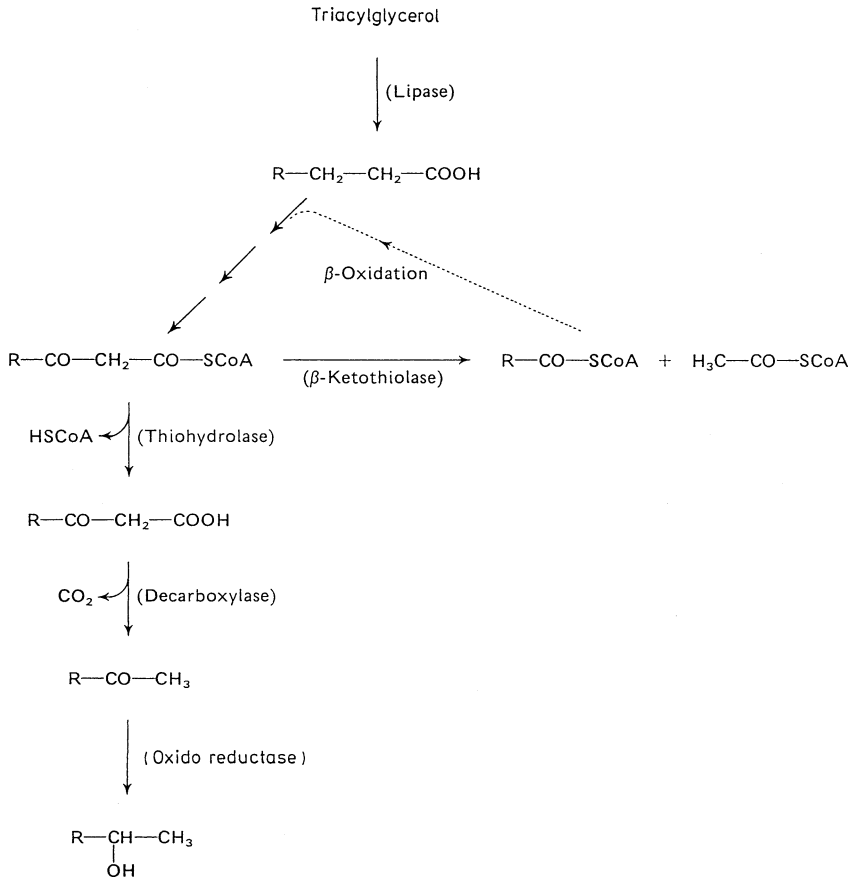 Triacylglycerol
(Lipase)
R—CH₂—CH₂—COOH
β-Oxidation
R—CO—CH₂—CO—SCoA
(β-Ketothiolase)
R—CO—SCoA + H₃C—CO—SCoA
HSCoA
(Thiohydrolase)
R—CO—CH₂—COOH
CO₂
(Decarboxylase)
R—CO—CH₃
(Oxido reductase)
R—CH—CH₃
OH